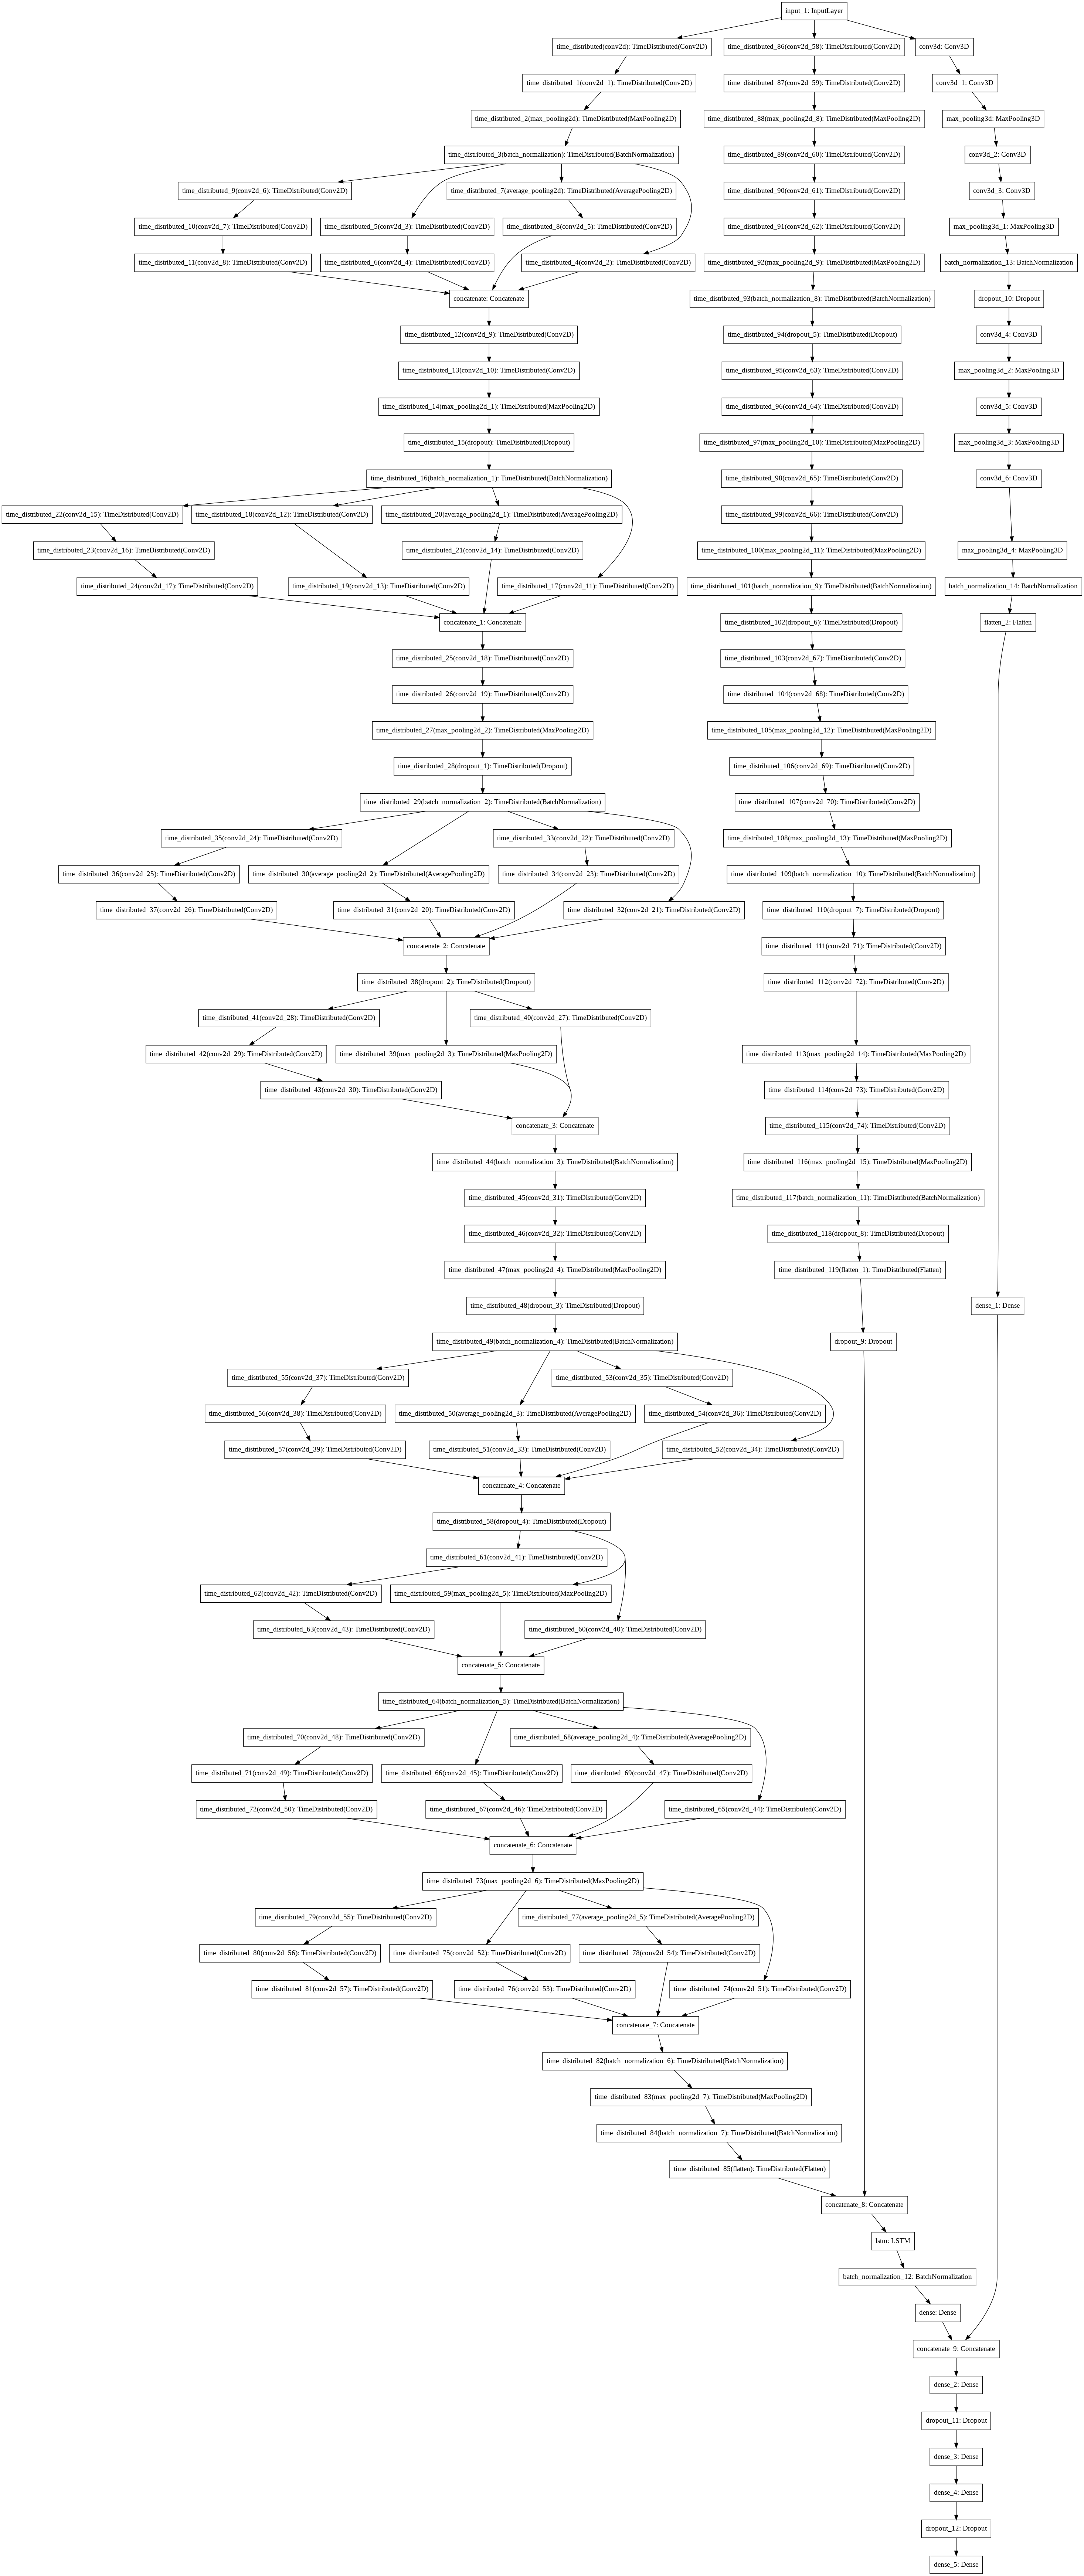 input_1: InputLayer
time_distributed(conv2d): TimeDistributed(Conv2D)
time_distributed_86(conv2d_58): TimeDistributed(Conv2D)
conv3d: Conv3D
time_distributed_1(conv2d_1): TimeDistributed(Conv2D)
time_distributed_87(conv2d_59): TimeDistributed(Conv2D)
conv3d_1: Conv3D
time_distributed_2(max_pooling2d): TimeDistributed(MaxPooling2D)
time_distributed_88(max_pooling2d_8): TimeDistributed(MaxPooling2D)
max_pooling3d: MaxPooling3D
time_distributed_3(batch_normalization): TimeDistributed(BatchNormalization)
time_distributed_89(conv2d_60): TimeDistributed(Conv2D)
conv3d_2: Conv3D
time_distributed_9(conv2d_6): TimeDistributed(Conv2D)
time_distributed_7(average_pooling2d): TimeDistributed(AveragePooling2D)
time_distributed_90(conv2d_61): TimeDistributed(Conv2D)
conv3d_3: Conv3D
time_distributed_10(conv2d_7): TimeDistributed(Conv2D)
time_distributed_5(conv2d_3): TimeDistributed(Conv2D)
time_distributed_8(conv2d_5): TimeDistributed(Conv2D)
time_distributed_91(conv2d_62): TimeDistributed(Conv2D)
max_pooling3d_1: MaxPooling3D
time_distributed_11(conv2d_8): TimeDistributed(Conv2D)
time_distributed_6(conv2d_4): TimeDistributed(Conv2D)
time_distributed_4(conv2d_2): TimeDistributed(Conv2D)
time_distributed_92(max_pooling2d_9): TimeDistributed(MaxPooling2D)
batch_normalization_13: BatchNormalization
concatenate: Concatenate
time_distributed_93(batch_normalization_8): TimeDistributed(BatchNormalization)
dropout_10: Dropout
time_distributed_12(conv2d_9): TimeDistributed(Conv2D)
time_distributed_94(dropout_5): TimeDistributed(Dropout)
conv3d_4: Conv3D
time_distributed_13(conv2d_10): TimeDistributed(Conv2D)
time_distributed_95(conv2d_63): TimeDistributed(Conv2D)
max_pooling3d_2: MaxPooling3D
time_distributed_14(max_pooling2d_1): TimeDistributed(MaxPooling2D)
time_distributed_96(conv2d_64): TimeDistributed(Conv2D)
conv3d_5: Conv3D
time_distributed_15(dropout): TimeDistributed(Dropout)
time_distributed_97(max_pooling2d_10): TimeDistributed(MaxPooling2D)
max_pooling3d_3: MaxPooling3D
time_distributed_16(batch_normalization_1): TimeDistributed(BatchNormalization)
time_distributed_98(conv2d_65): TimeDistributed(Conv2D)
conv3d_6: Conv3D
time_distributed_22(conv2d_15): TimeDistributed(Conv2D)
time_distributed_18(conv2d_12): TimeDistributed(Conv2D)
time_distributed_20(average_pooling2d_1): TimeDistributed(AveragePooling2D)
time_distributed_99(conv2d_66): TimeDistributed(Conv2D)
time_distributed_23(conv2d_16): TimeDistributed(Conv2D)
time_distributed_21(conv2d_14): TimeDistributed(Conv2D)
time_distributed_100(max_pooling2d_11): TimeDistributed(MaxPooling2D)
max_pooling3d_4: MaxPooling3D
time_distributed_24(conv2d_17): TimeDistributed(Conv2D)
time_distributed_19(conv2d_13): TimeDistributed(Conv2D)
time_distributed_17(conv2d_11): TimeDistributed(Conv2D)
time_distributed_101(batch_normalization_9): TimeDistributed(BatchNormalization)
batch_normalization_14: BatchNormalization
concatenate_1: Concatenate
time_distributed_102(dropout_6): TimeDistributed(Dropout)
flatten_2: Flatten
time_distributed_25(conv2d_18): TimeDistributed(Conv2D)
time_distributed_103(conv2d_67): TimeDistributed(Conv2D)
time_distributed_26(conv2d_19): TimeDistributed(Conv2D)
time_distributed_104(conv2d_68): TimeDistributed(Conv2D)
time_distributed_27(max_pooling2d_2): TimeDistributed(MaxPooling2D)
time_distributed_105(max_pooling2d_12): TimeDistributed(MaxPooling2D)
time_distributed_28(dropout_1): TimeDistributed(Dropout)
time_distributed_106(conv2d_69): TimeDistributed(Conv2D)
time_distributed_29(batch_normalization_2): TimeDistributed(BatchNormalization)
time_distributed_107(conv2d_70): TimeDistributed(Conv2D)
time_distributed_35(conv2d_24): TimeDistributed(Conv2D)
time_distributed_33(conv2d_22): TimeDistributed(Conv2D)
time_distributed_108(max_pooling2d_13): TimeDistributed(MaxPooling2D)
time_distributed_36(conv2d_25): TimeDistributed(Conv2D)
time_distributed_30(average_pooling2d_2): TimeDistributed(AveragePooling2D)
time_distributed_34(conv2d_23): TimeDistributed(Conv2D)
time_distributed_109(batch_normalization_10): TimeDistributed(BatchNormalization)
time_distributed_37(conv2d_26): TimeDistributed(Conv2D)
time_distributed_31(conv2d_20): TimeDistributed(Conv2D)
time_distributed_32(conv2d_21): TimeDistributed(Conv2D)
time_distributed_110(dropout_7): TimeDistributed(Dropout)
concatenate_2: Concatenate
time_distributed_111(conv2d_71): TimeDistributed(Conv2D)
time_distributed_38(dropout_2): TimeDistributed(Dropout)
time_distributed_112(conv2d_72): TimeDistributed(Conv2D)
time_distributed_41(conv2d_28): TimeDistributed(Conv2D)
time_distributed_40(conv2d_27): TimeDistributed(Conv2D)
time_distributed_42(conv2d_29): TimeDistributed(Conv2D)
time_distributed_39(max_pooling2d_3): TimeDistributed(MaxPooling2D)
time_distributed_113(max_pooling2d_14): TimeDistributed(MaxPooling2D)
time_distributed_43(conv2d_30): TimeDistributed(Conv2D)
time_distributed_114(conv2d_73): TimeDistributed(Conv2D)
concatenate_3: Concatenate
time_distributed_115(conv2d_74): TimeDistributed(Conv2D)
time_distributed_44(batch_normalization_3): TimeDistributed(BatchNormalization)
time_distributed_116(max_pooling2d_15): TimeDistributed(MaxPooling2D)
time_distributed_45(conv2d_31): TimeDistributed(Conv2D)
time_distributed_117(batch_normalization_11): TimeDistributed(BatchNormalization)
time_distributed_46(conv2d_32): TimeDistributed(Conv2D)
time_distributed_118(dropout_8): TimeDistributed(Dropout)
time_distributed_47(max_pooling2d_4): TimeDistributed(MaxPooling2D)
time_distributed_119(flatten_1): TimeDistributed(Flatten)
time_distributed_48(dropout_3): TimeDistributed(Dropout)
dense_1: Dense
time_distributed_49(batch_normalization_4): TimeDistributed(BatchNormalization)
dropout_9: Dropout
time_distributed_55(conv2d_37): TimeDistributed(Conv2D)
time_distributed_53(conv2d_35): TimeDistributed(Conv2D)
time_distributed_56(conv2d_38): TimeDistributed(Conv2D)
time_distributed_50(average_pooling2d_3): TimeDistributed(AveragePooling2D)
time_distributed_54(conv2d_36): TimeDistributed(Conv2D)
time_distributed_57(conv2d_39): TimeDistributed(Conv2D)
time_distributed_51(conv2d_33): TimeDistributed(Conv2D)
time_distributed_52(conv2d_34): TimeDistributed(Conv2D)
concatenate_4: Concatenate
time_distributed_58(dropout_4): TimeDistributed(Dropout)
time_distributed_61(conv2d_41): TimeDistributed(Conv2D)
time_distributed_62(conv2d_42): TimeDistributed(Conv2D)
time_distributed_59(max_pooling2d_5): TimeDistributed(MaxPooling2D)
time_distributed_63(conv2d_43): TimeDistributed(Conv2D)
time_distributed_60(conv2d_40): TimeDistributed(Conv2D)
concatenate_5: Concatenate
time_distributed_64(batch_normalization_5): TimeDistributed(BatchNormalization)
time_distributed_70(conv2d_48): TimeDistributed(Conv2D)
time_distributed_68(average_pooling2d_4): TimeDistributed(AveragePooling2D)
time_distributed_71(conv2d_49): TimeDistributed(Conv2D)
time_distributed_66(conv2d_45): TimeDistributed(Conv2D)
time_distributed_69(conv2d_47): TimeDistributed(Conv2D)
time_distributed_72(conv2d_50): TimeDistributed(Conv2D)
time_distributed_67(conv2d_46): TimeDistributed(Conv2D)
time_distributed_65(conv2d_44): TimeDistributed(Conv2D)
concatenate_6: Concatenate
time_distributed_73(max_pooling2d_6): TimeDistributed(MaxPooling2D)
time_distributed_79(conv2d_55): TimeDistributed(Conv2D)
time_distributed_77(average_pooling2d_5): TimeDistributed(AveragePooling2D)
time_distributed_80(conv2d_56): TimeDistributed(Conv2D)
time_distributed_75(conv2d_52): TimeDistributed(Conv2D)
time_distributed_78(conv2d_54): TimeDistributed(Conv2D)
time_distributed_81(conv2d_57): TimeDistributed(Conv2D)
time_distributed_76(conv2d_53): TimeDistributed(Conv2D)
time_distributed_74(conv2d_51): TimeDistributed(Conv2D)
concatenate_7: Concatenate
time_distributed_82(batch_normalization_6): TimeDistributed(BatchNormalization)
time_distributed_83(max_pooling2d_7): TimeDistributed(MaxPooling2D)
time_distributed_84(batch_normalization_7): TimeDistributed(BatchNormalization)
time_distributed_85(flatten): TimeDistributed(Flatten)
concatenate_8: Concatenate
lstm: LSTM
batch_normalization_12: BatchNormalization
dense: Dense
concatenate_9: Concatenate
dense_2: Dense
dropout_11: Dropout
dense_3: Dense
dense_4: Dense
dropout_12: Dropout
dense_5: Dense